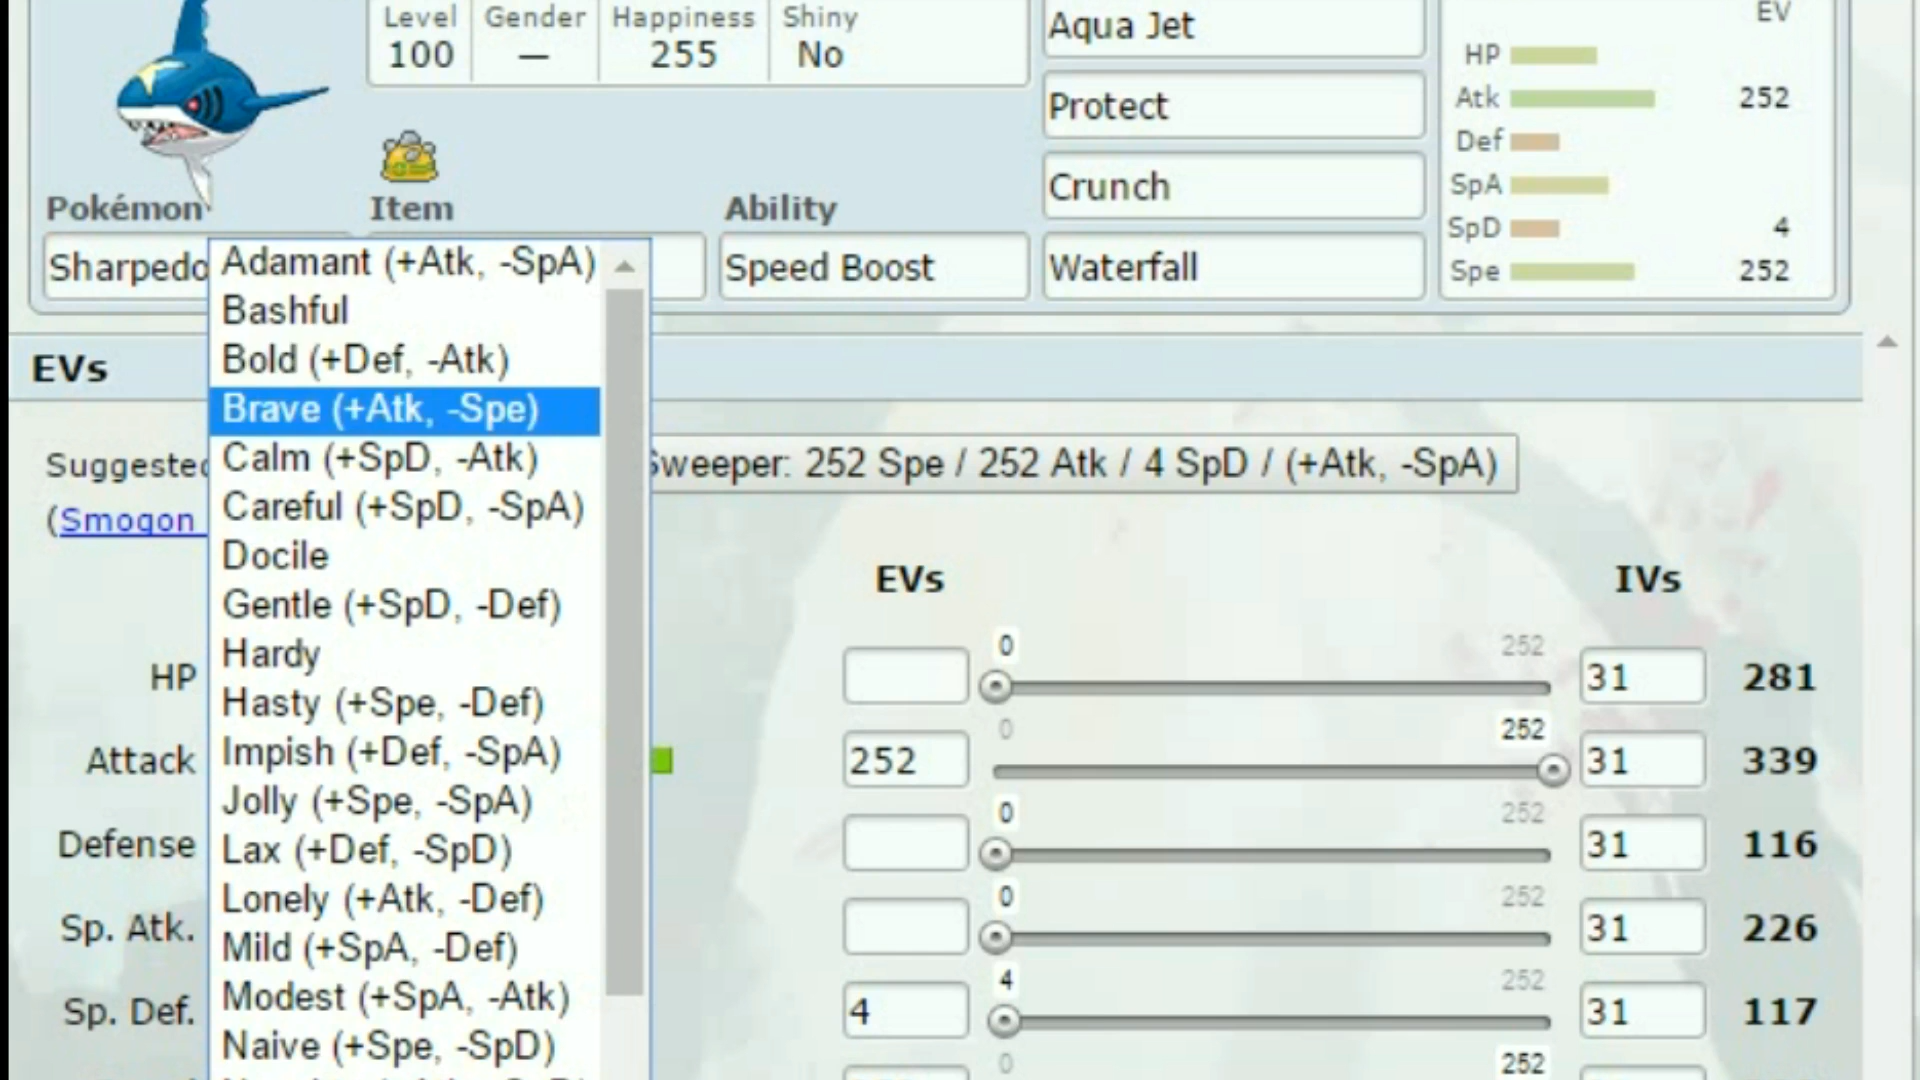 Level Gender Happiness Shiny
100 — 255 No
Aqua Jet
Protect
Crunch
Waterfall
EV
HP
Atk 252
Def
SpA
SpD 4
Spe 252
Pokémon Item Ability
Sharpedo
Speed Boost
Adamant (+Atk, -SpA)
Bashful
Bold (+Def, -Atk)
Brave (+Atk, -Spe)
Calm (+SpD, -Atk)
Careful (+SpD, -SpA)
Docile
Gentle (+SpD, -Def)
Hardy
Hasty (+Spe, -Def)
Impish (+Def, -SpA)
Jolly (+Spe, -SpA)
Lax (+Def, -SpD)
Lonely (+Atk, -Def)
Mild (+SpA, -Def)
Modest (+SpA, -Atk)
Naive (+Spe, -SpD)
EVs
Suggested
Sweeper: 252 Spe / 252 Atk / 4 SpD / (+Atk, -SpA)
(Smogon
EVs IVs
HP 0 252 31 281
Attack 252 0 252 31 339
Defense 0 252 31 116
Sp. Atk. 0 252 31 226
Sp. Def. 4 4 252 31 117
0 252